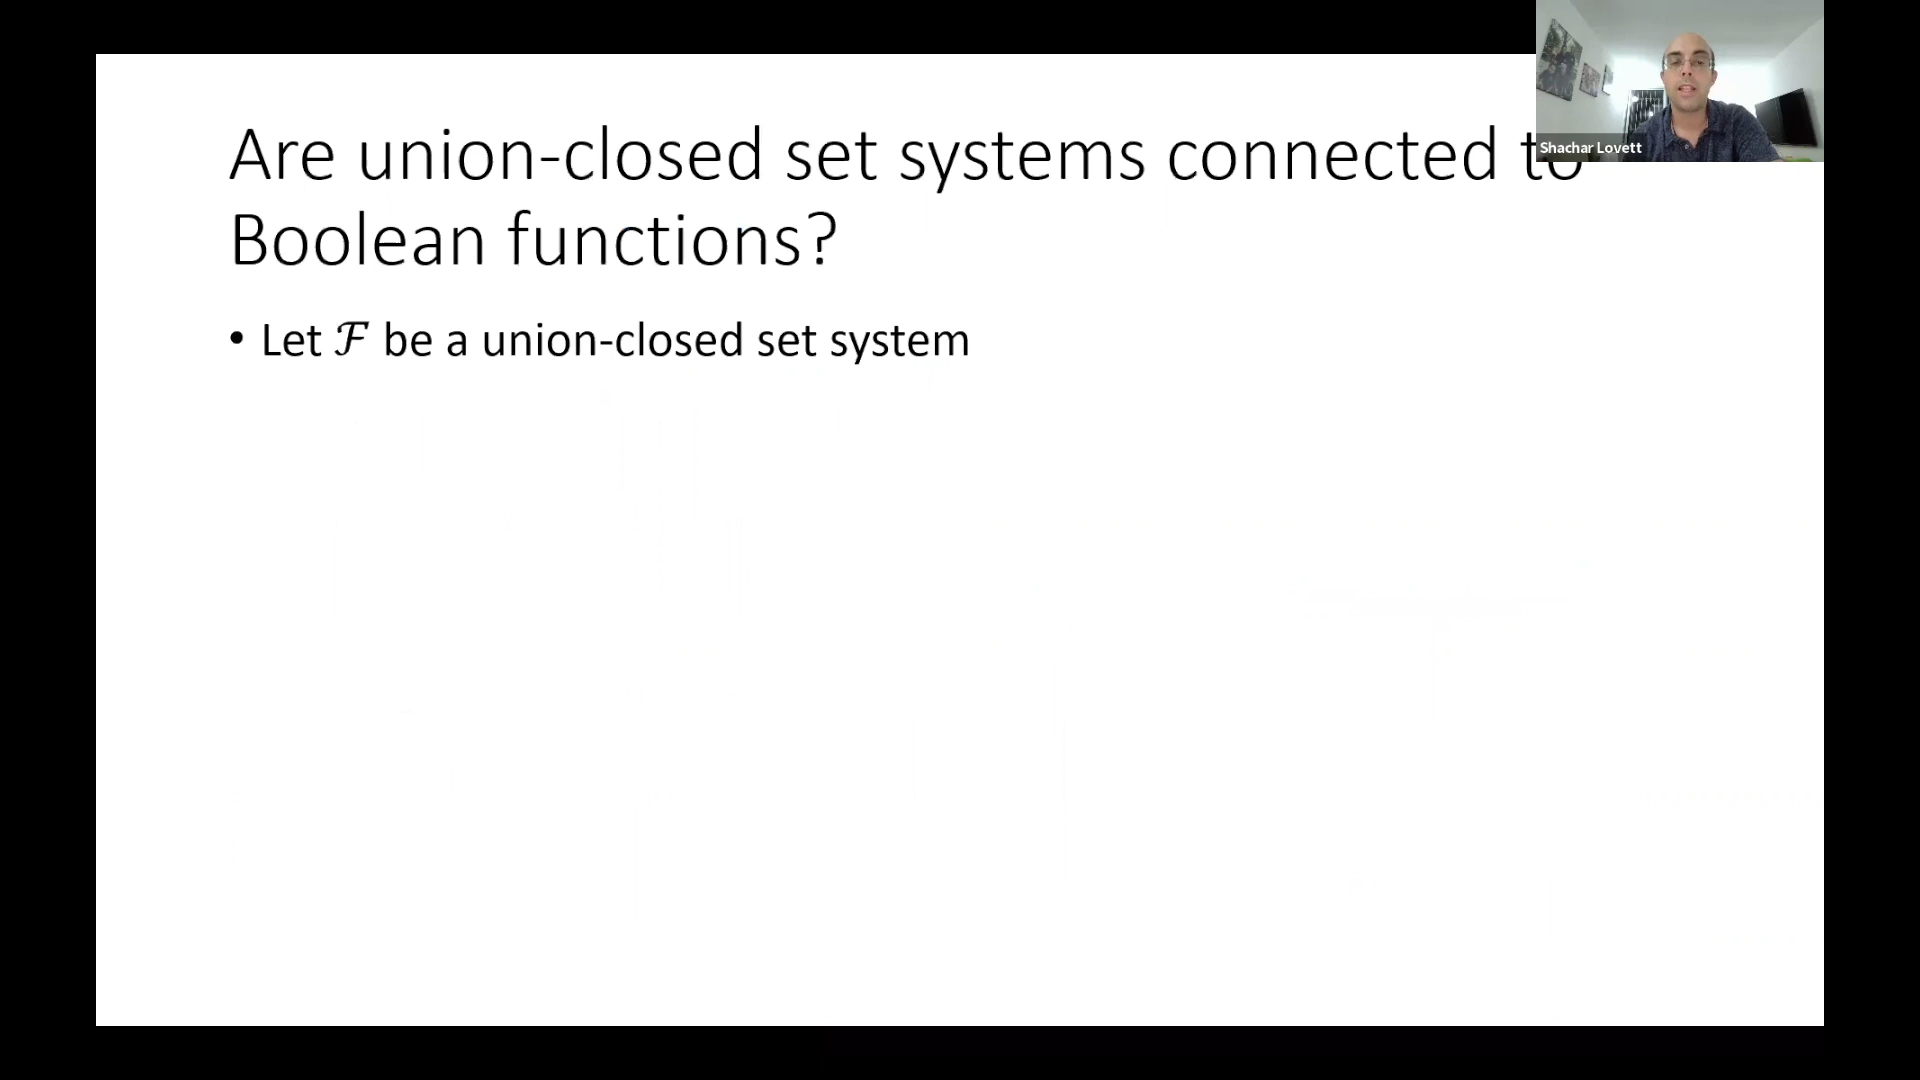 Are union-closed set systems connected to
Boolean functions?
• Let ℱ be a union-closed set system
Shachar Lovett